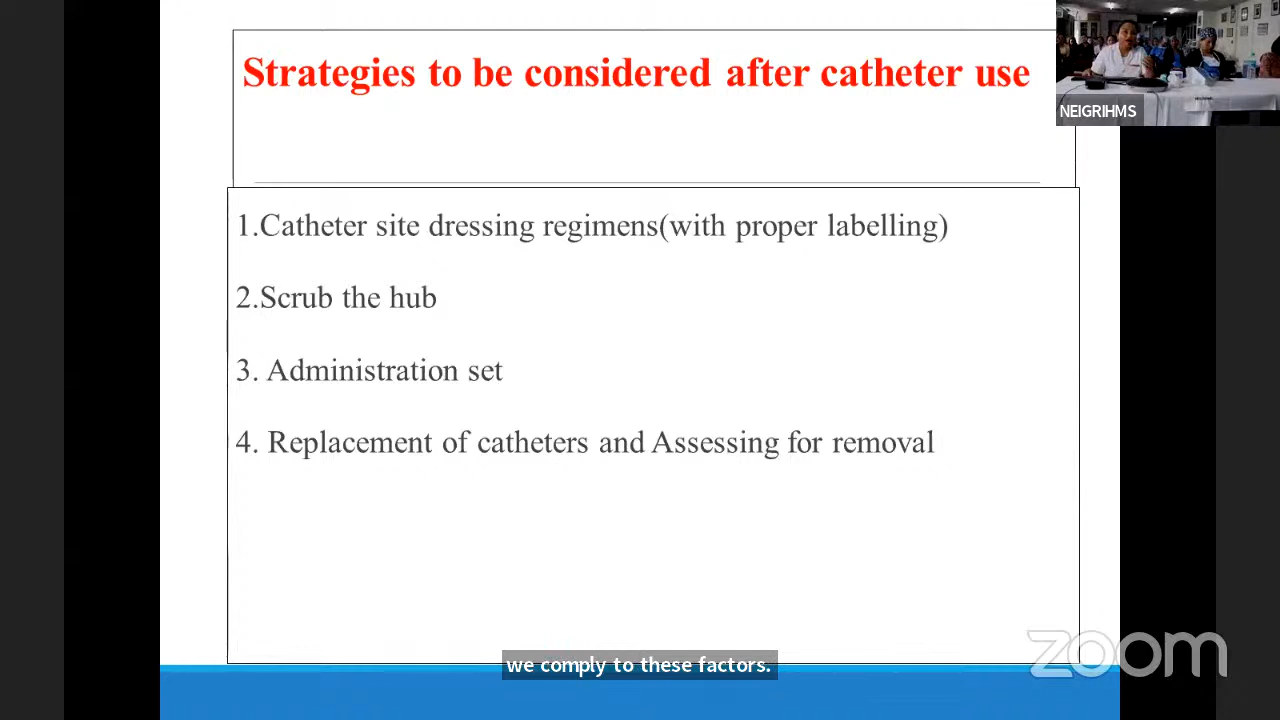 Strategies to be considered after catheter use
NEIGRIHMS
1.Catheter site dressing regimens(with proper labelling)
2.Scrub the hub
3. Administration set
4. Replacement of catheters and Assessing for removal
zoom
we comply to these factors.